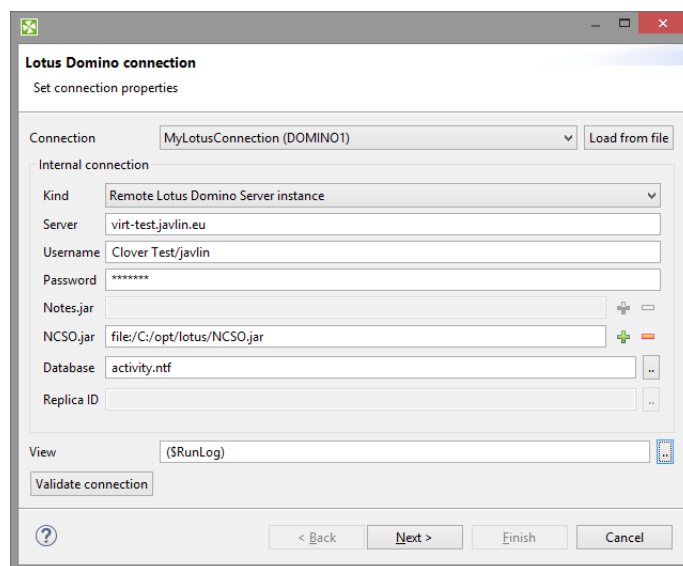 Lotus Domino connection
Set connection properties
Connection MyLotusConnection (DOMINO1) Load from file
Internal connection
Kind Remote Lotus Domino Server instance
Server virt-test.javlin.eu
Username Clover Test/javlin
Password *******
Notes.jar
NCSO.jar file:/C:/opt/lotus/NCSO.jar
Database activity.ntf ..
Replica ID ..
View ($RunLog) ..
Validate connection
? < Back Next > Finish Cancel